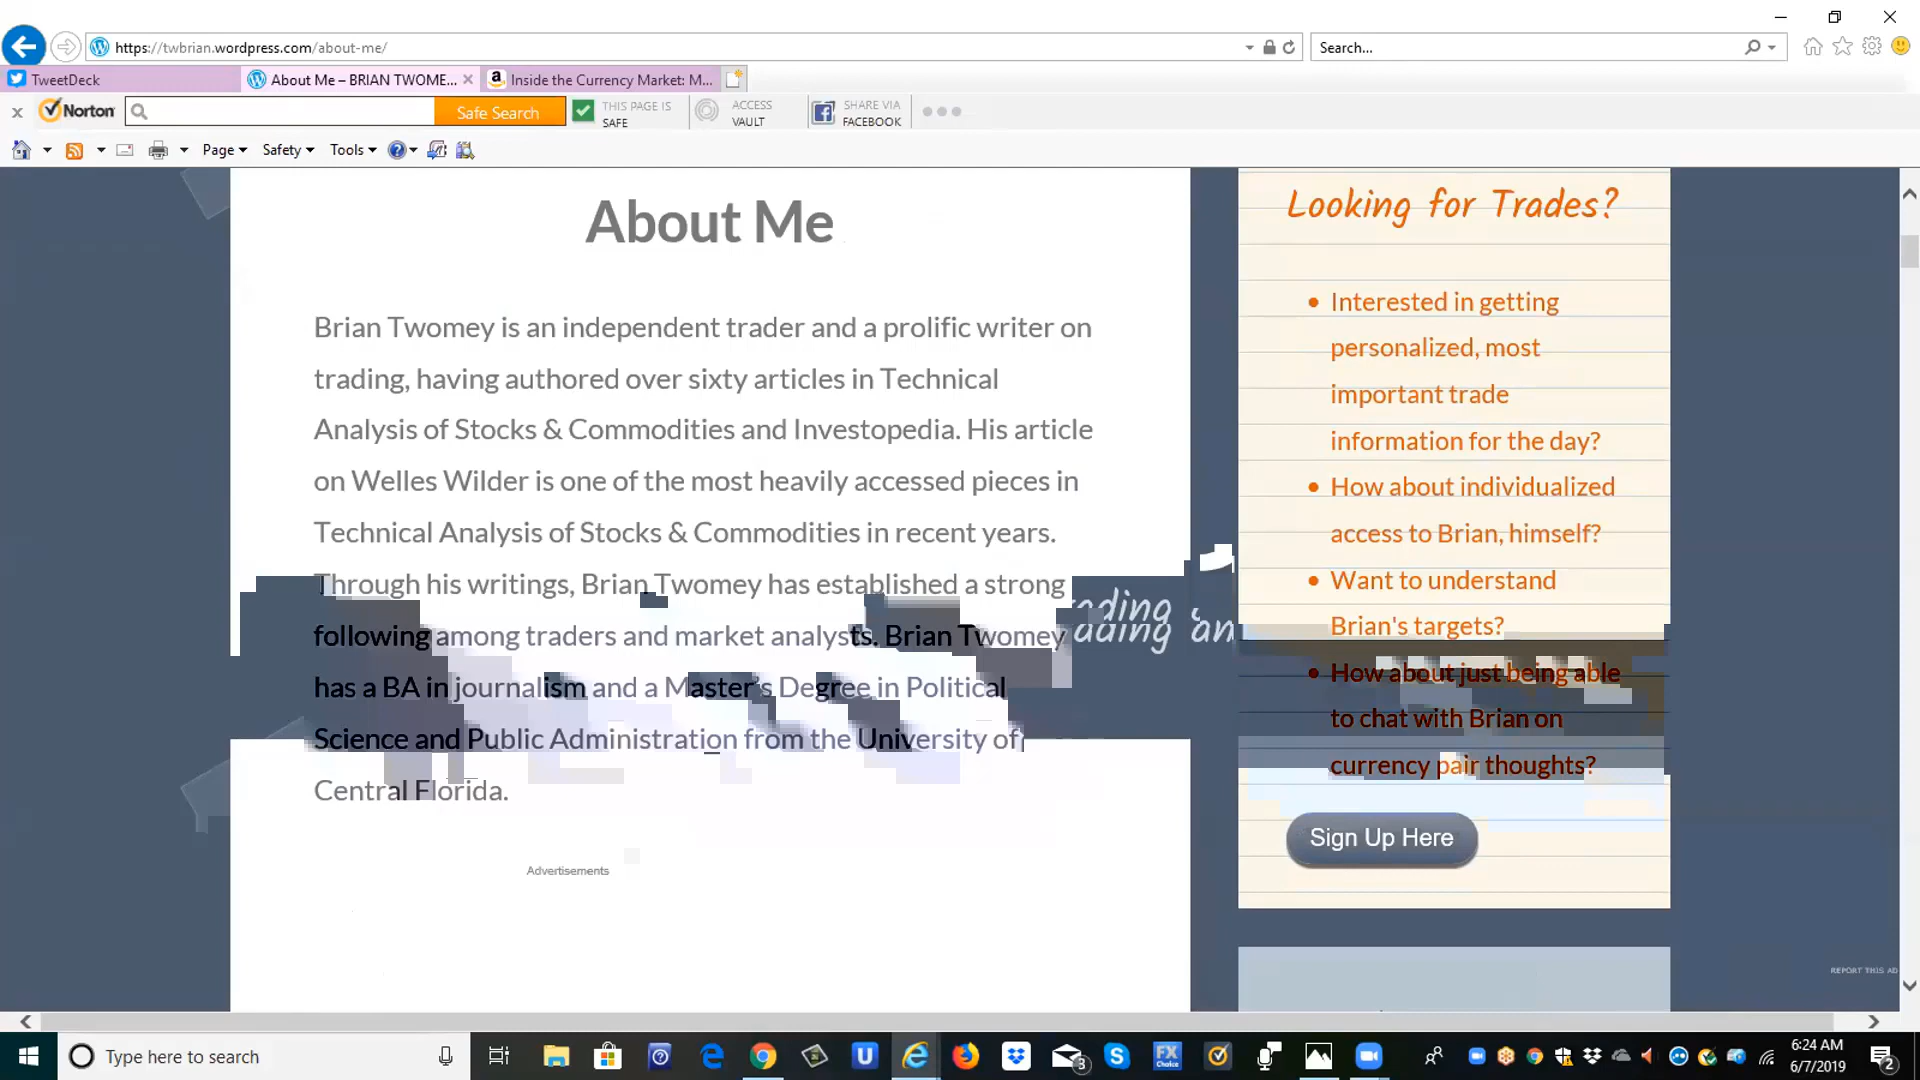 https://twbrian.wordpress.com/about-me/
Search...
TweetDeck
About Me – BRIAN TWOME...
Inside the Currency Market: M...
Norton
Safe Search
THIS PAGE IS
SAFE
ACCESS
VAULT
SHARE VIA
FACEBOOK
Page
Safety
Tools
About Me
Brian Twomey is an independent trader and a prolific writer on
trading, having authored over sixty articles in Technical
Analysis of Stocks & Commodities and Investopedia. His article
on Welles Wilder is one of the most heavily accessed pieces in
Technical Analysis of Stocks & Commodities in recent years.
Through his writings, Brian Twomey has established a strong
following among traders and market analysts. Brian Twomey
has a BA in journalism and a Master's Degree in Political
Science and Public Administration from the University of
Central Florida.
Advertisements
Looking for Trades?
• Interested in getting
personalized, most
important trade
information for the day?
• How about individualized
access to Brian, himself?
• Want to understand
Brian's targets?
• How about just being able
to chat with Brian on
currency pair thoughts?
Sign Up Here
REPORT THIS AD
Type here to search
FX
Choice
3
6:24 AM
6/7/2019
2